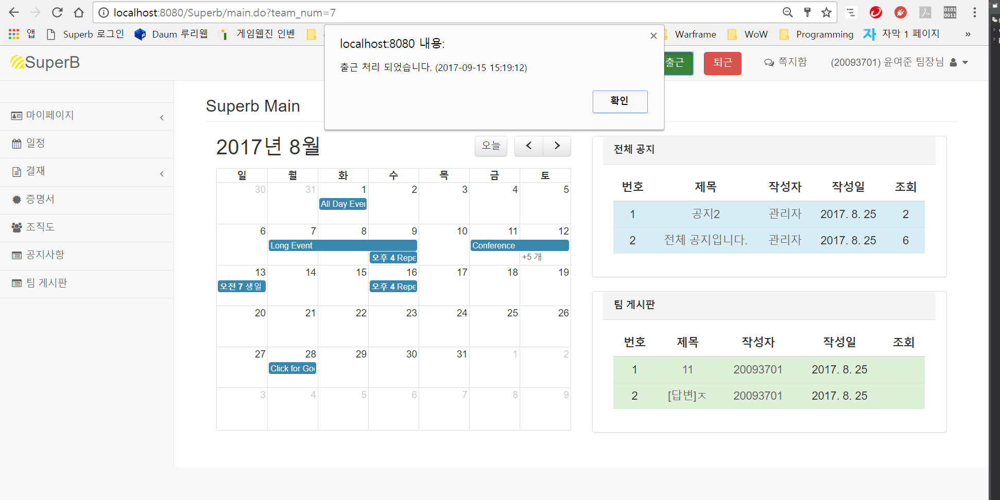 localhost:8080/Superb/main.do?team_num=7
앱 Superb 로그인 Daum 루리웹 게임웹진 인벤 Warframe WoW Programming 자막 1 페이지 »
localhost:8080 내용:
출근 처리 되었습니다. (2017-09-15 15:19:12)
확인
SuperB
출근 퇴근 쪽지함 (20093701) 윤여준 팀장님
마이페이지
일정
결재
증명서
조직도
공지사항
팀 게시판
Superb Main
2017년 8월
오늘
일 월 화 수 목 금 토
30 31 1 2 3 4 5
All Day Even
6 7 8 9 10 11 12
Long Event Conference
오후 4 Repe +5 개
13 14 15 16 17 18 19
오전 7 생일 오후 4 Repe
20 21 22 23 24 25 26
27 28 29 30 31 1 2
Click for Goo
3 4 5 6 7 8 9
전체 공지
번호 제목 작성자 작성일 조회
1 공지2 관리자 2017. 8. 25 2
2 전체 공지입니다. 관리자 2017. 8. 25 6
팀 게시판
번호 제목 작성자 작성일 조회
1 11 20093701 2017. 8. 25
2 [답변]ㅈ 20093701 2017. 8. 25